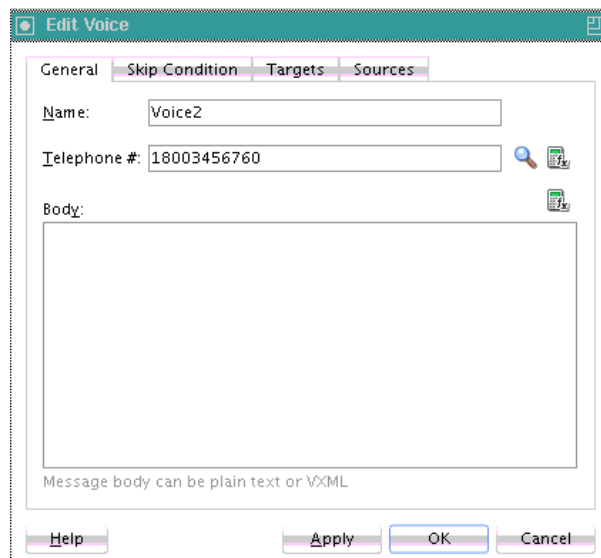 Edit Voice
General Skip Condition Targets Sources
Name: Voice2
Telephone #: 18003456760
Body:
Message body can be plain text or VXML
Help Apply OK Cancel